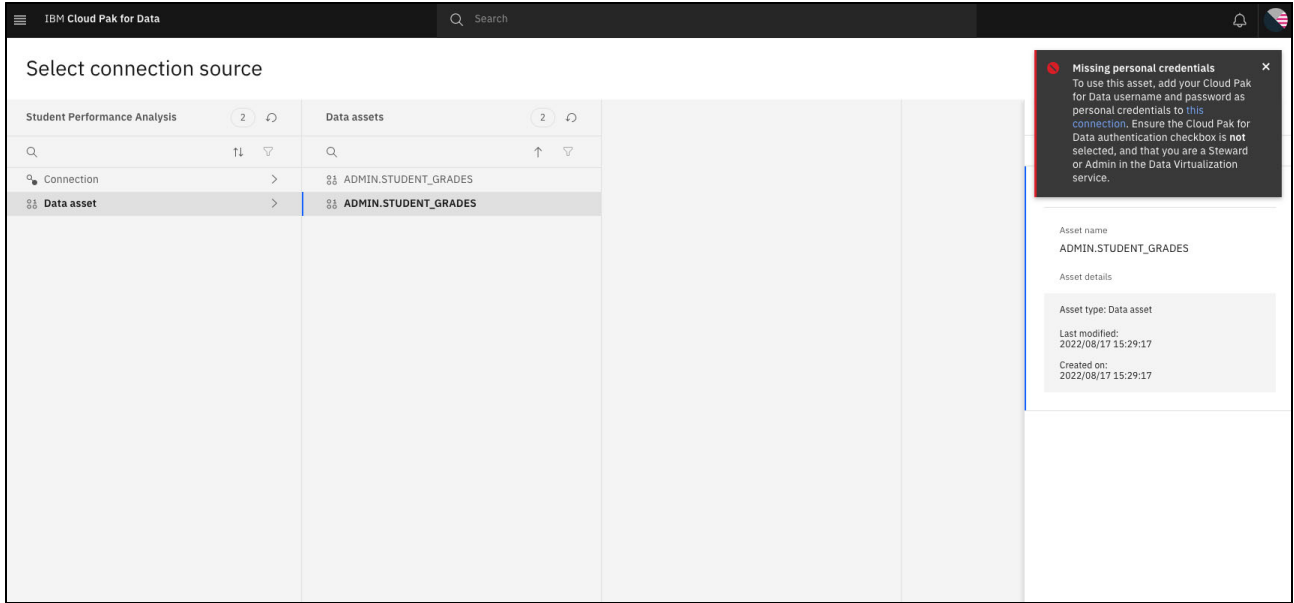 IBM Cloud Pak for Data
Search
Select connection source
Missing personal credentials
To use this asset, add your Cloud Pak
for Data username and password as
personal credentials to this
connection. Ensure the Cloud Pak for
Data authentication checkbox is not
selected, and that you are a Steward
or Admin in the Data Virtualization
service.
Student Performance Analysis
2
Connection
Data asset
Data assets
2
ADMIN.STUDENT_GRADES
ADMIN.STUDENT_GRADES
Asset name
ADMIN.STUDENT_GRADES
Asset details
Asset type: Data asset
Last modified:
2022/08/17 15:29:17
Created on:
2022/08/17 15:29:17